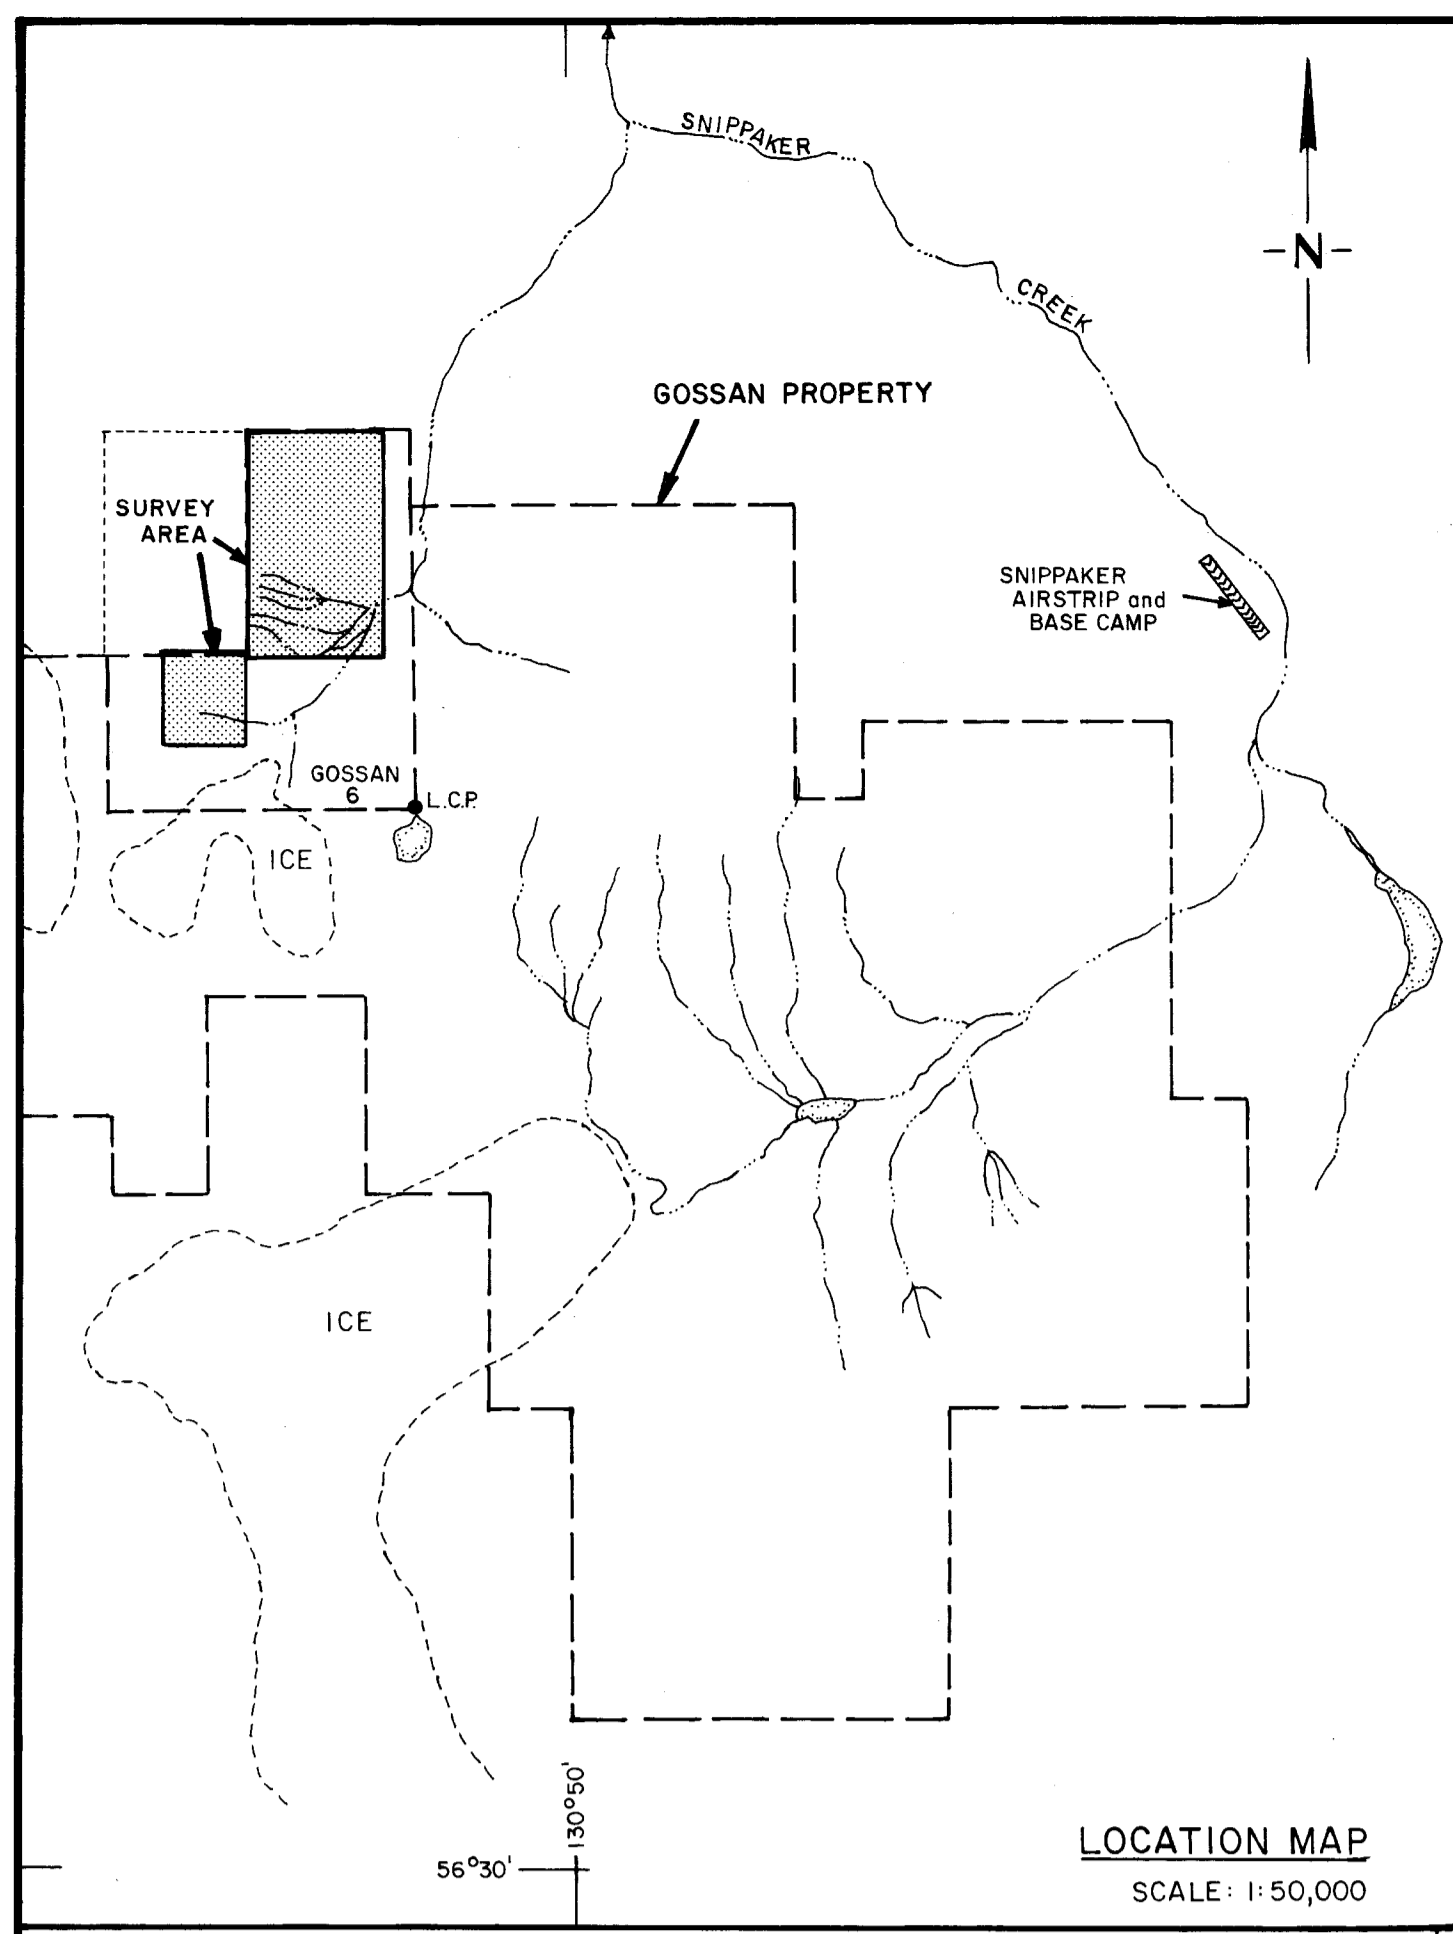 SNIPPAKER
CREEK
-N-
GOSSAN PROPERTY
SURVEY
AREA
SNIPPAKER
AIRSTRIP and
BASE CAMP
GOSSAN
6
L.C.P.
ICE
ICE
130°50'
56°30'
LOCATION MAP
SCALE: 1:50,000